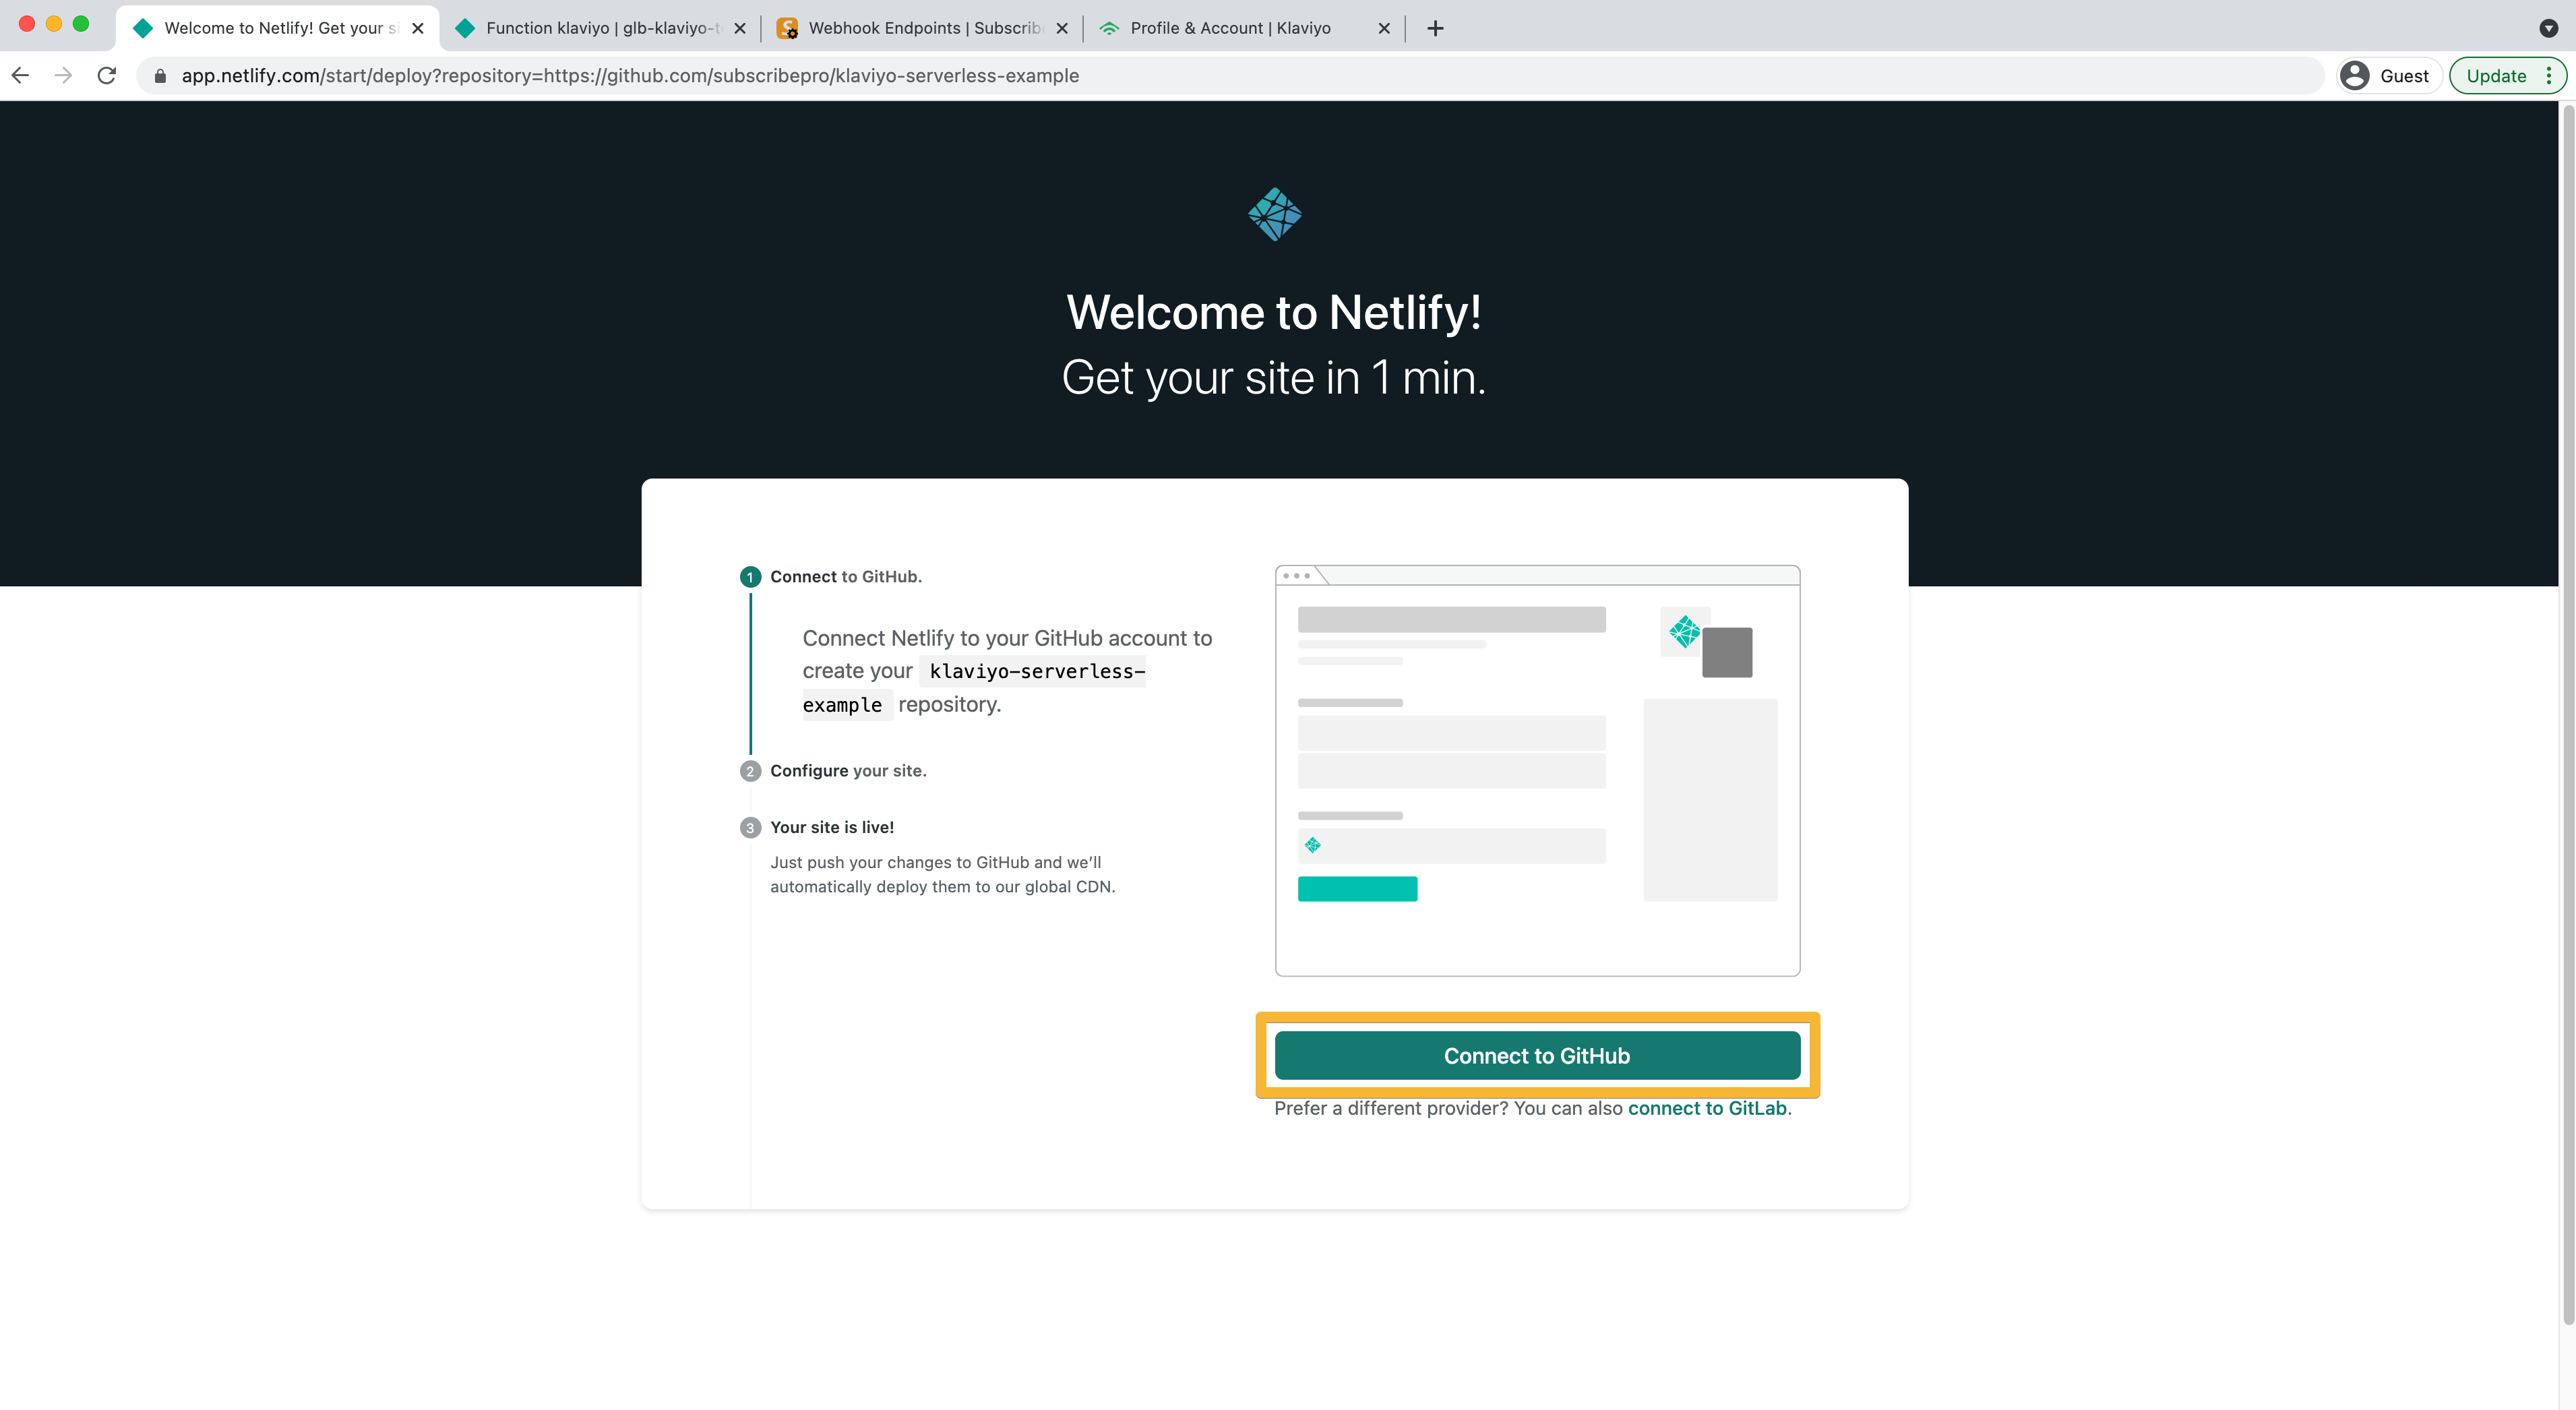 Welcome to Netlify! Get your si
Function klaviyo | glb-klaviyo-t
Webhook Endpoints | Subscrib
Profile & Account | Klaviyo
app.netlify.com/start/deploy?repository=https://github.com/subscribepro/klaviyo-serverless-example
Guest
Update
Welcome to Netlify!
Get your site in 1 min.
1 Connect to GitHub.
Connect Netlify to your GitHub account to
create your klaviyo-serverless-
example repository.
2 Configure your site.
3 Your site is live!
Just push your changes to GitHub and we’ll
automatically deploy them to our global CDN.
Connect to GitHub
Prefer a different provider? You can also connect to GitLab.